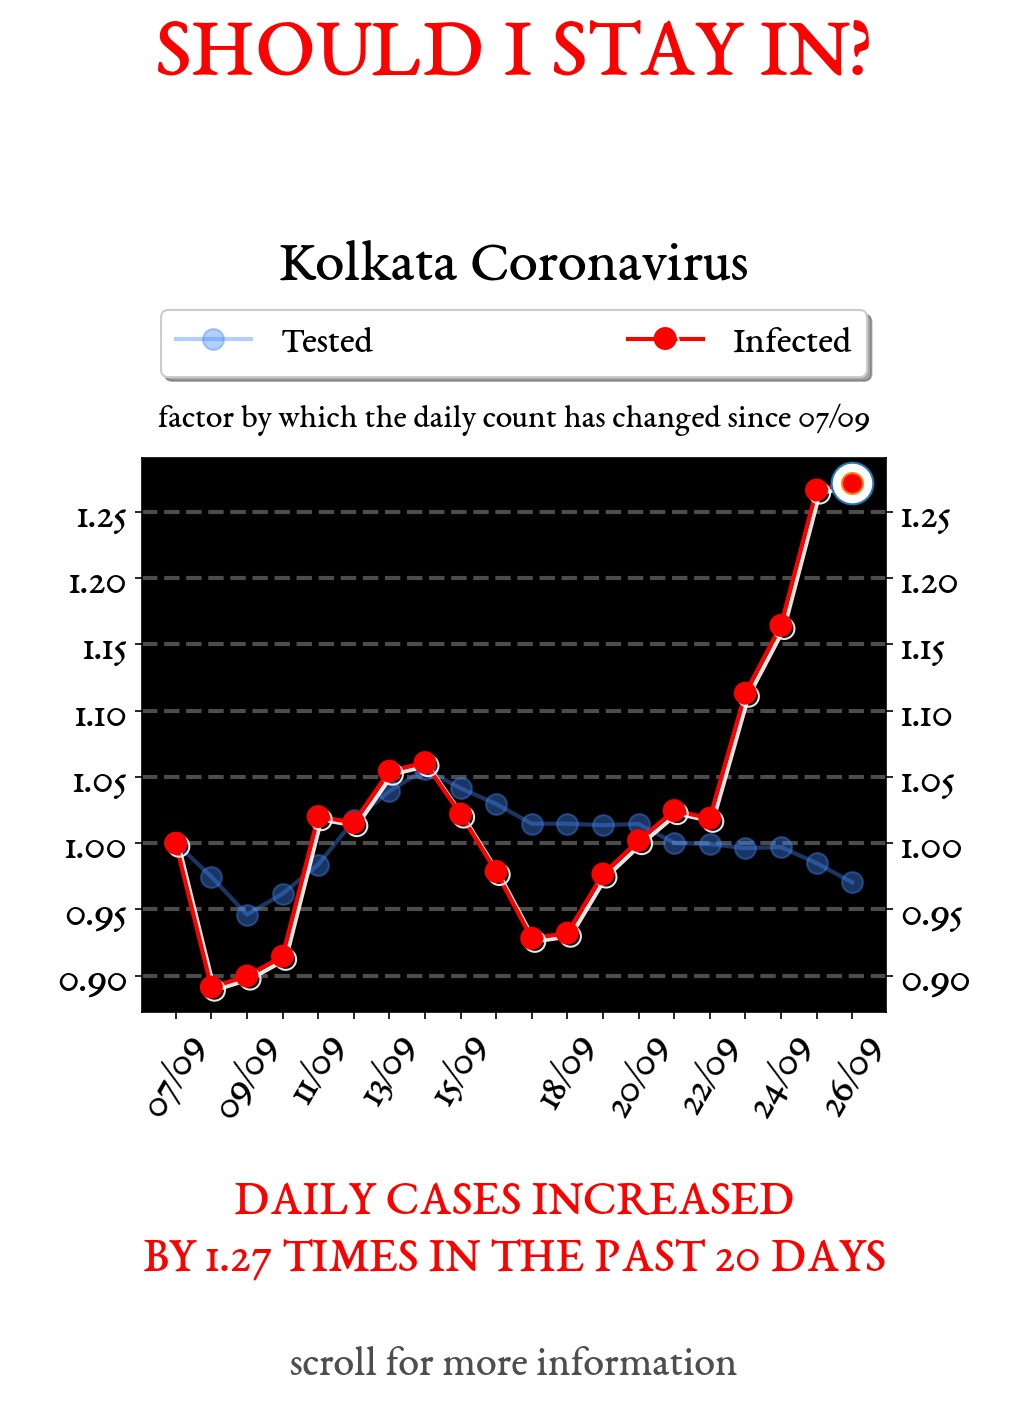 SHOULD I STAY IN?
Kolkata Coronavirus
Tested Infected
factor by which the daily count has changed since 07/09
1.25 1.25
1.20 1.20
1.15 1.15
1.10 1.10
1.05 1.05
1.00 1.00
0.95 0.95
0.90 0.90
07/09 09/09 11/09 13/09 15/09 18/09 20/09 22/09 24/09 26/09
DAILY CASES INCREASED
BY 1.27 TIMES IN THE PAST 20 DAYS
scroll for more information